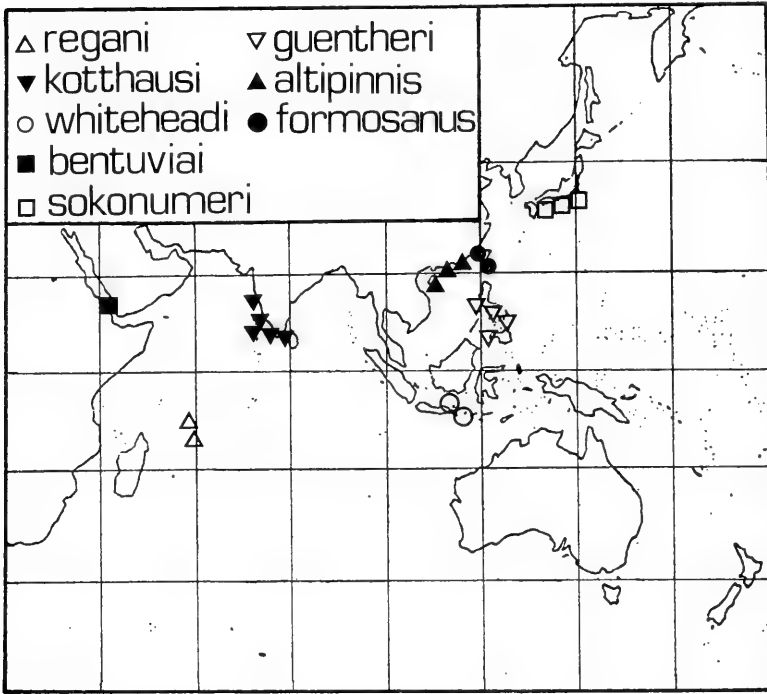 regani
kotthausi
whiteheadi
bentuviai
sokonumeri
guentheri
altipinnis
formosanus